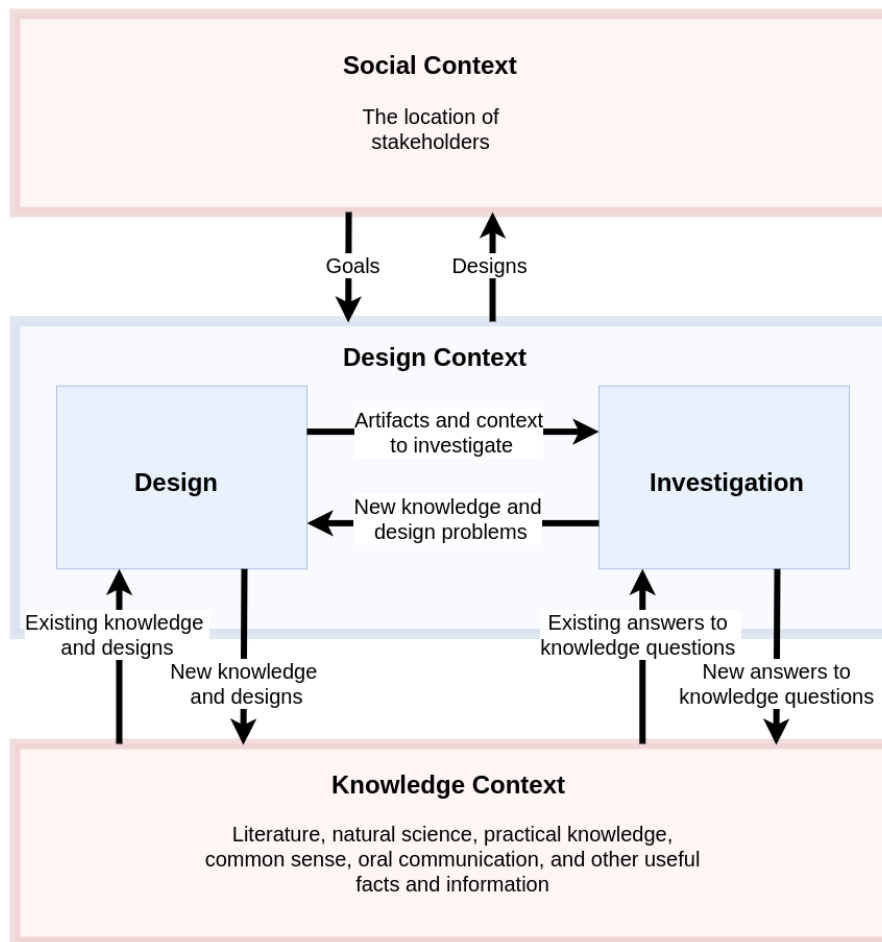 Social Context
The location of
stakeholders
Goals
Designs
Design Context
Artifacts and context
to investigate
Design
Investigation
New knowledge and
design problems
Existing knowledge
and designs
New knowledge
and designs
Existing answers to
knowledge questions
New answers to
knowledge questions
Knowledge Context
Literature, natural science, practical knowledge,
common sense, oral communication, and other useful
facts and information